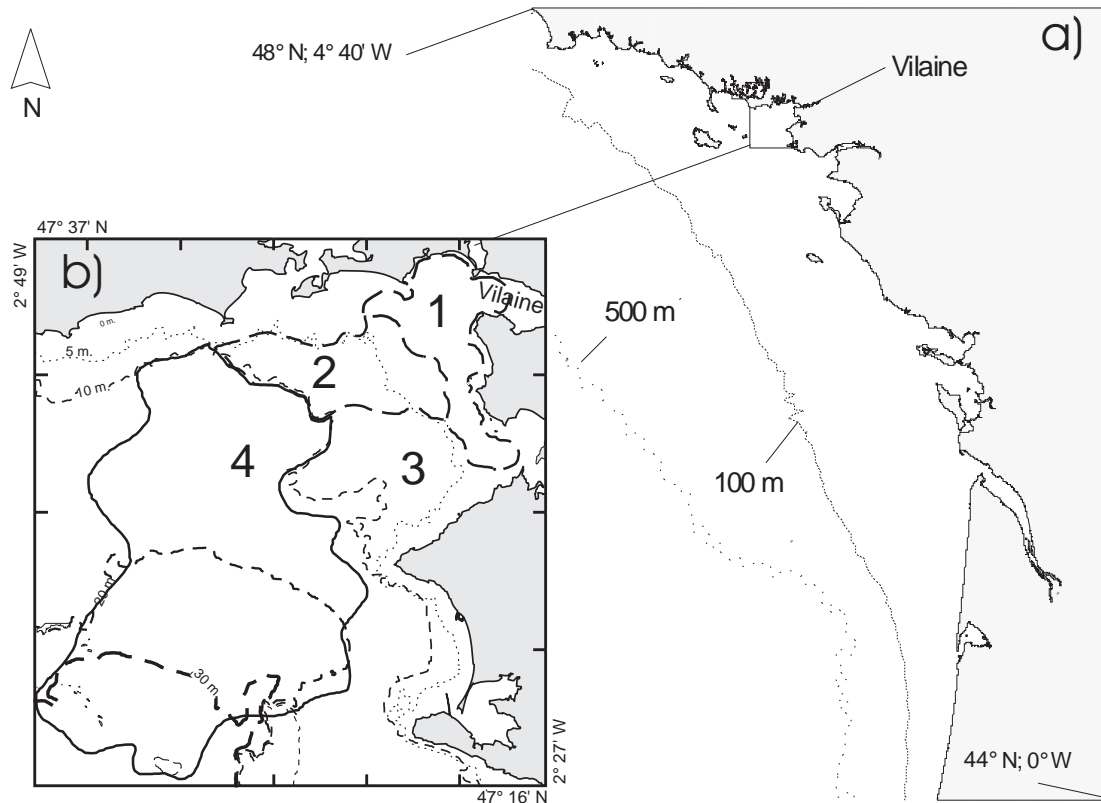 48° N; 4° 40' W
a)
Vilaine
N
47° 37' N
2° 49' W
b)
1
Vilaine
0 m.
5 m.
10 m.
2
500 m
4
3
100 m
20 m.
30 m.
2° 27' W
44° N; 0° W
47° 16' N